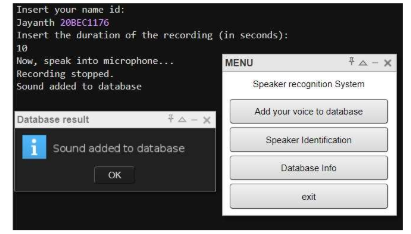 Insert your name id:
Jayanth 20BEC1176
Insert the duration of the recording (in seconds):
10
Now, speak into microphone...
Recording stopped.
Sound added to database
MENU
Speaker recognition System
Add your voice to database
Speaker Identification
Database Info
exit
Database result
Sound added to database
OK